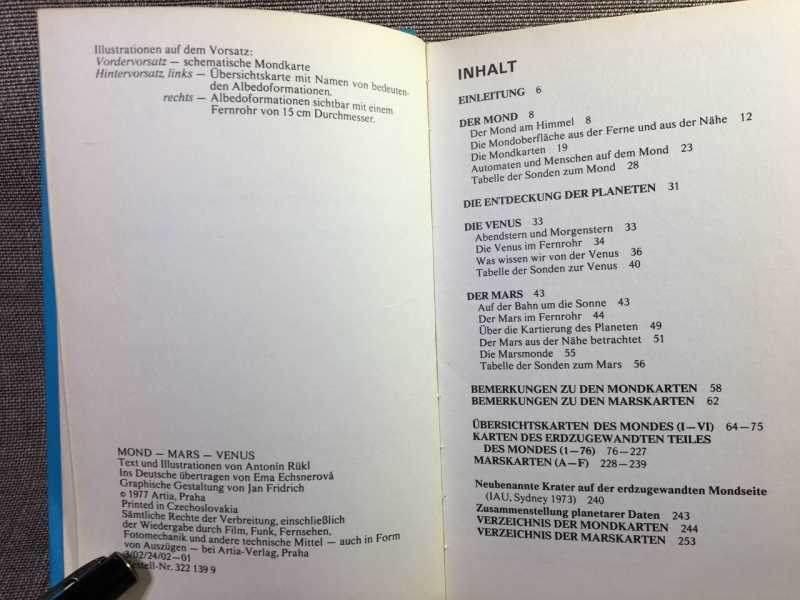 Illustrationen auf dem Vorsatz:
Vordervorsatz — schematische Mondkarte
Hintervorsatz, links — Übersichtskarte mit Namen von bedeuten-
den Albedoformationen,
rechts — Albedoformationen sichtbar mit einem
Fernrohr von 15 cm Durchmesser.
MOND — MARS — VENUS
Text und Illustrationen von Antonín Rükl
Ins Deutsche übertragen von Ema Echsnerová
Graphische Gestaltung von Jan Fridrich
© 1977 Artia, Praha
Printed in Czechoslovakia
Sämtliche Rechte der Verbreitung, einschließlich
der Wiedergabe durch Film, Funk, Fernsehen,
Fotomechanik und andere technische Mittel — auch in Form
von Auszügen — bei Artia-Verlag, Praha
3/02/24/02—01
322 139 9
INHALT
EINLEITUNG 6
DER MOND 8
Der Mond am Himmel 8
Die Mondoberfläche aus der Ferne und aus der Nähe 12
Die Mondkarten 19
Automaten und Menschen auf dem Mond 23
Tabelle der Sonden zum Mond 28
DIE ENTDECKUNG DER PLANETEN 31
DIE VENUS 33
Abendstern und Morgenstern 33
Die Venus im Fernrohr 34
Was wissen wir von der Venus 36
Tabelle der Sonden zur Venus 40
DER MARS 43
Auf der Bahn um die Sonne 43
Der Mars im Fernrohr 44
Über die Kartierung des Planeten 49
Der Mars aus der Nähe betrachtet 51
Die Marsmonde 55
Tabelle der Sonden zum Mars 56
BEMERKUNGEN ZU DEN MONDKARTEN 58
BEMERKUNGEN ZU DEN MARSKARTEN 62
ÜBERSICHTSKARTEN DES MONDES (I—VI) 64—75
KARTEN DES ERDZUGEWANDTEN TEILES
DES MONDES (1—76) 76—227
MARSKARTEN (A—F) 228—239
Neubenannte Krater auf der erdzugewandten Mondseite
(IAU, Sydney 1973) 240
Zusammenstellung planetarer Daten 243
VERZEICHNIS DER MONDKARTEN 244
VERZEICHNIS DER MARSKARTEN 253